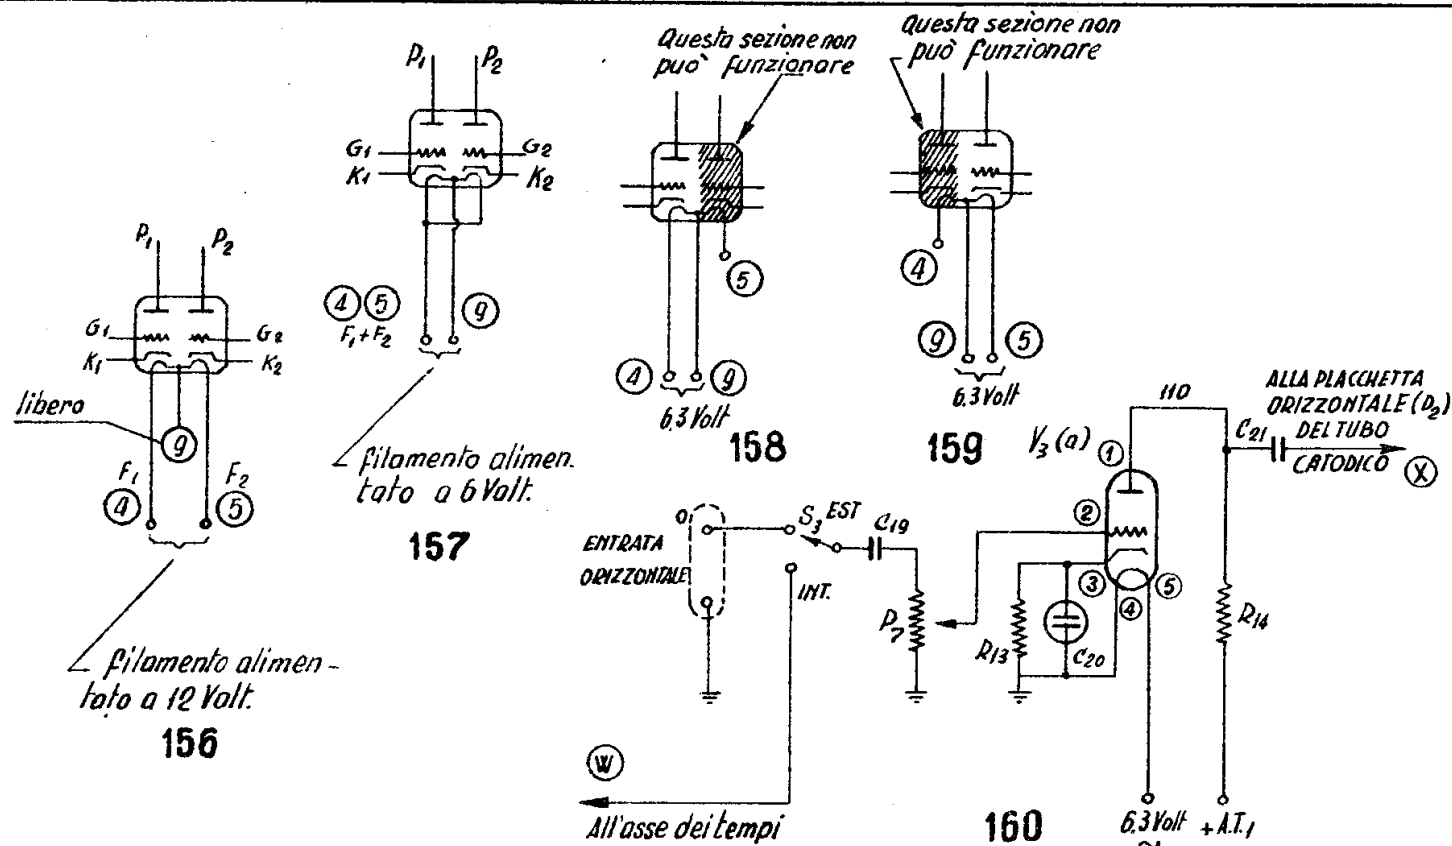 P₁ P₂
G1 G2
K1 K2
libero
9
F₁ F₂
4 5
filamento alimen-
tato a 12 Volt.
156
P₁ P₂
G1 G2
K1 K2
4 5 9
F₁+F₂
filamento alimen.
tato a 6 Volt.
157
Questa sezione non
può funzionare
5
4 9
6,3 Volt
158
Questa sezione non
può funzionare
4
9 5
6.3 Volt
159
110
ALLA PLACCHETTA
ORIZZONTALE (D₂)
DEL TUBO
CATODICO X
C21
V₃ (a) 1
2
3
4
5
ENTRATA
ORIZZONTALE
O
S₃ EST
INT.
C19
P7
R13
C20
R14
W
All'asse dei tempi
160
6,3 Volt + A.T.1